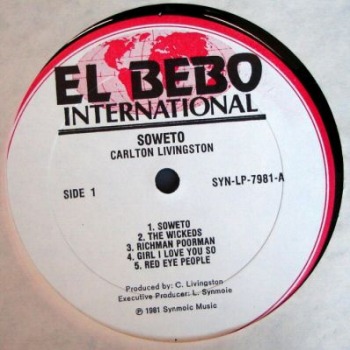 EL BEBO
INTERNATIONAL
SOWETO
CARLTON LIVINGSTON
SIDE 1
SYN-LP-7981-A
1. SOWETO
2. THE WICKEDS
3. RICHMAN POORMAN
4. GIRL I LOVE YOU SO
5. RED EYE PEOPLE
Produced by: C. Livingston
Executive Producer: L. Synmoie
℗ 1981 Synmoie Music